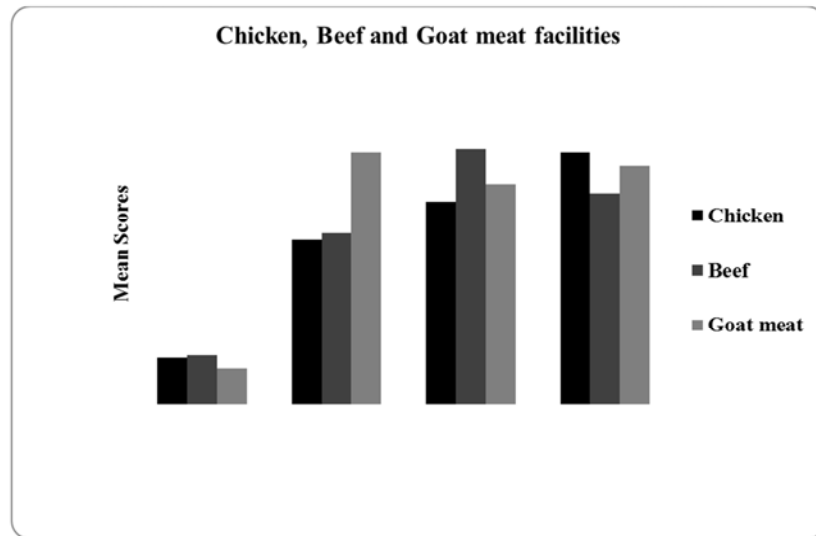 Chicken, Beef and Goat meat facilities
Mean Scores
Chicken
Beef
Goat meat